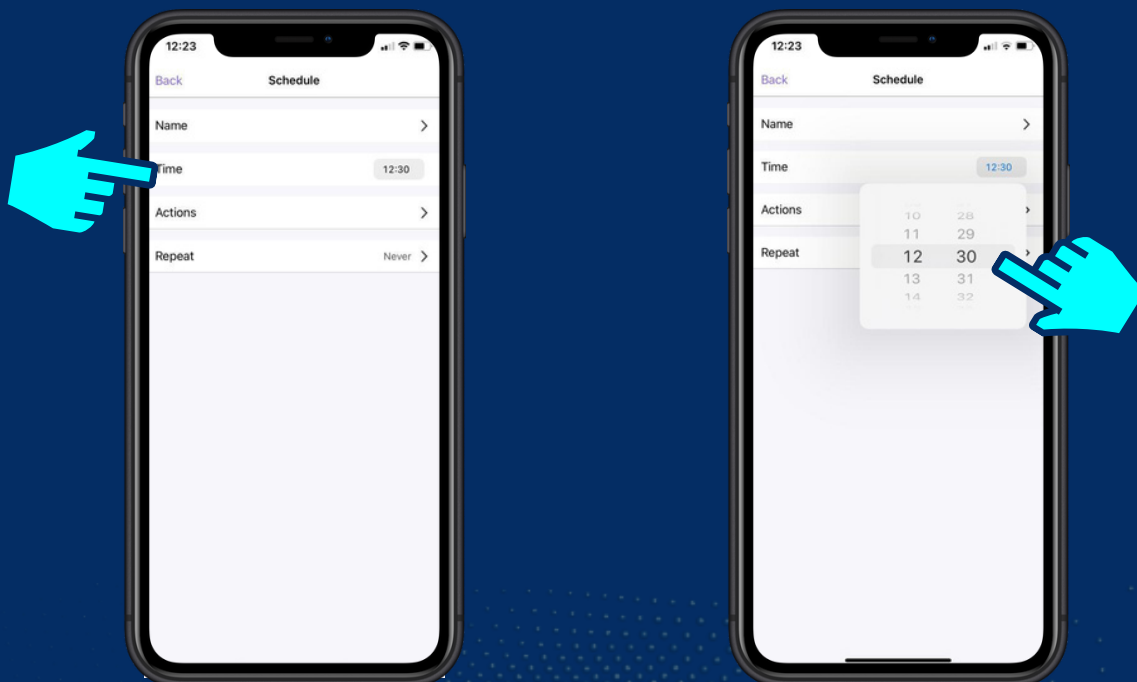 12:23
Back Schedule
Name
Time 12:30
Actions
Repeat Never
12:23
Back Schedule
Name
Time 12:30
Actions
Repeat
10 28
11 29
12 30
13 31
14 32